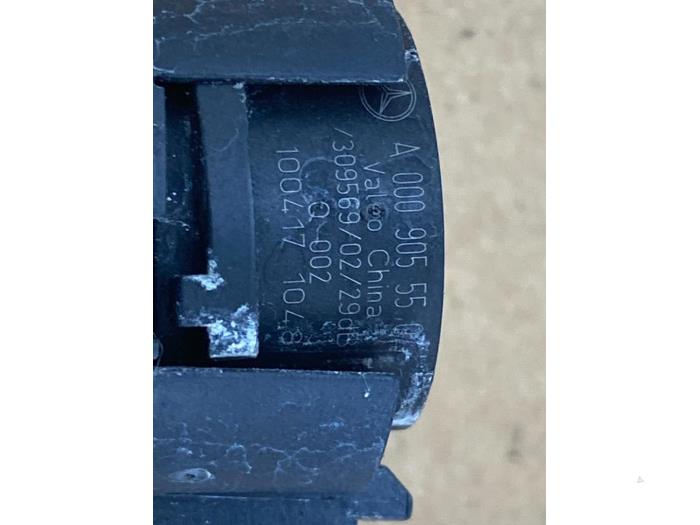 A 000 905 55
Valeo China
/309569/02/29dB
Q 002
100417 1048